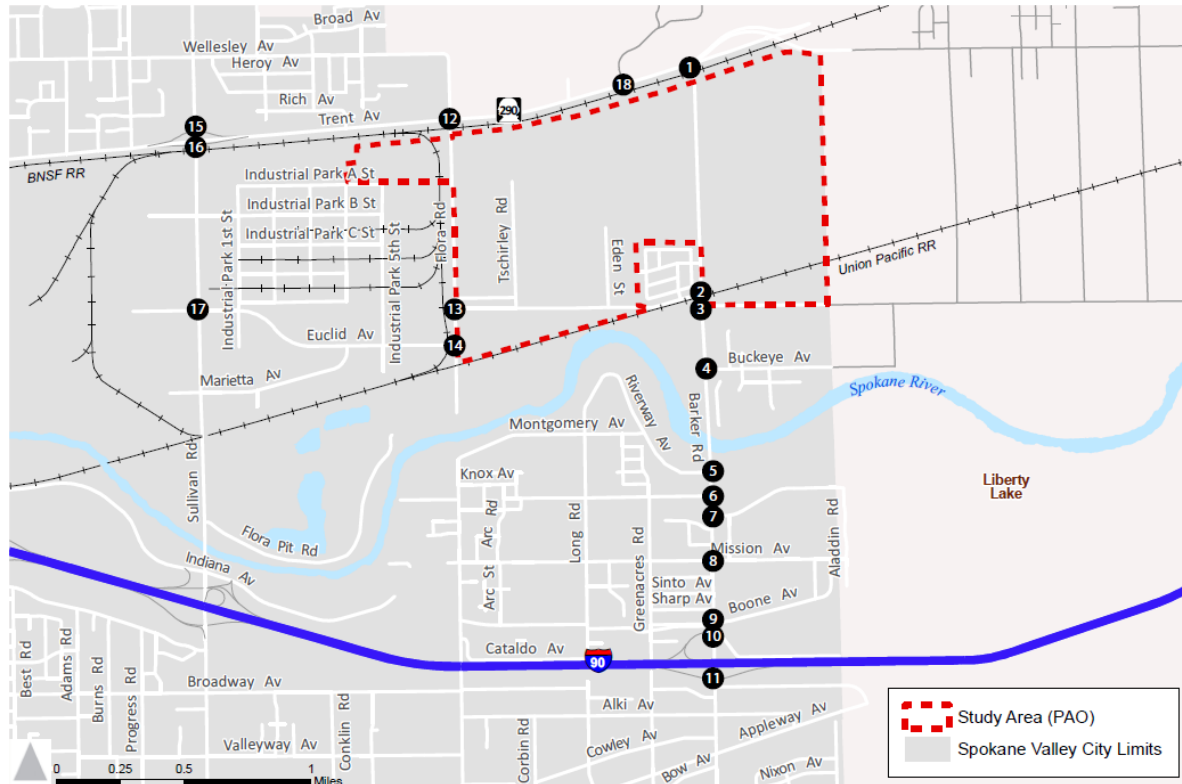 Broad Av
Wellesley Av
Heroy Av
Rich Av
Trent Av
290
1
18
12
15
16
BNSF RR
Industrial Park A St
Industrial Park B St
Industrial Park C St
Industrial Park 1st St
Industrial Park 5th St
Flora Rd
Tschirley Rd
Eden St
Union Pacific RR
2
3
13
17
14
Euclid Av
Marietta Av
4
Buckeye Av
Spokane River
Riverway Av
Barker Rd
Montgomery Av
Sullivan Rd
Knox Av
5
6
7
Liberty
Lake
Flora Pit Rd
Indiana Av
Arc St
Arc Rd
Long Rd
Greenacres Rd
Mission Av
8
Aladdin Rd
Sinto Av
Sharp Av
Boone Av
9
10
Cataldo Av
90
11
Best Rd
Adams Rd
Burns Rd
Progress Rd
Broadway Av
Conklin Rd
Valleyway Av
Corbin Rd
Alki Av
Appleway Av
Cowley Av
Bow Av
Nixon Av
Study Area (PAO)
Spokane Valley City Limits
0 0.25 0.5 1
Miles